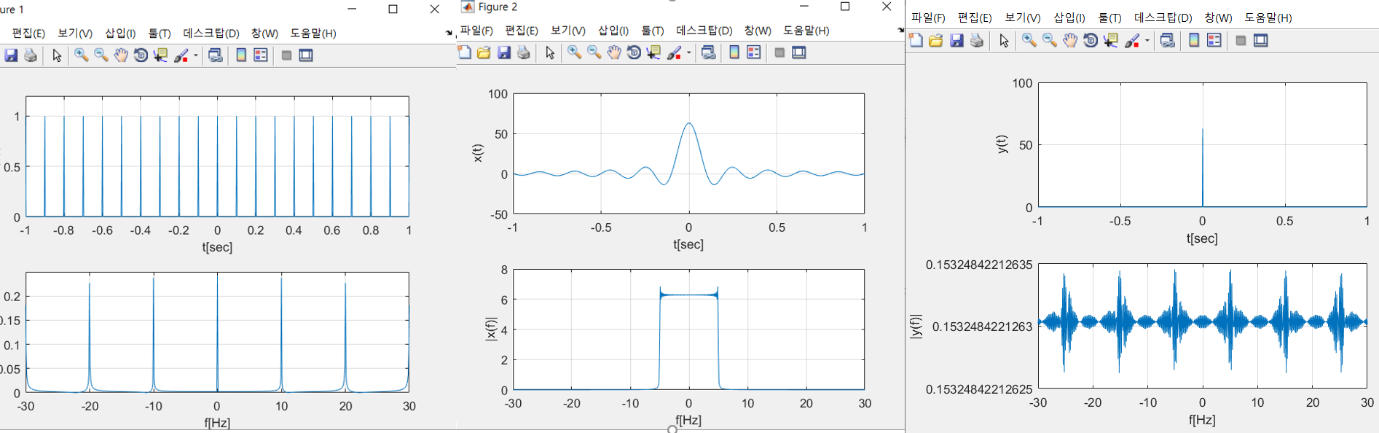 ure 1
편집(E) 보기(V) 삽입(I) 툴(T) 데스크탑(D) 창(W) 도움말(H)
1
0.5
0
-1 -0.8 -0.6 -0.4 -0.2 0 0.2 0.4 0.6 0.8 1
t[sec]
0.2
0.15
0.1
0.05
0
-30 -20 -10 0 10 20 30
f[Hz]
Figure 2
파일(F) 편집(E) 보기(V) 삽입(I) 툴(T) 데스크탑(D) 창(W) 도움말(H)
100
50
0
-50
x(t)
-1 -0.5 0 0.5 1
t[sec]
8
6
4
2
0
|x(f)|
-30 -20 -10 0 10 20 30
f[Hz]
파일(F) 편집(E) 보기(V) 삽입(I) 툴(T) 데스크탑(D) 창(W) 도움말(H)
100
50
0
y(t)
-1 -0.5 0 0.5 1
t[sec]
0.15324842212635
0.1532484221263
0.15324842212625
|y(f)|
-30 -20 -10 0 10 20 30
f[Hz]